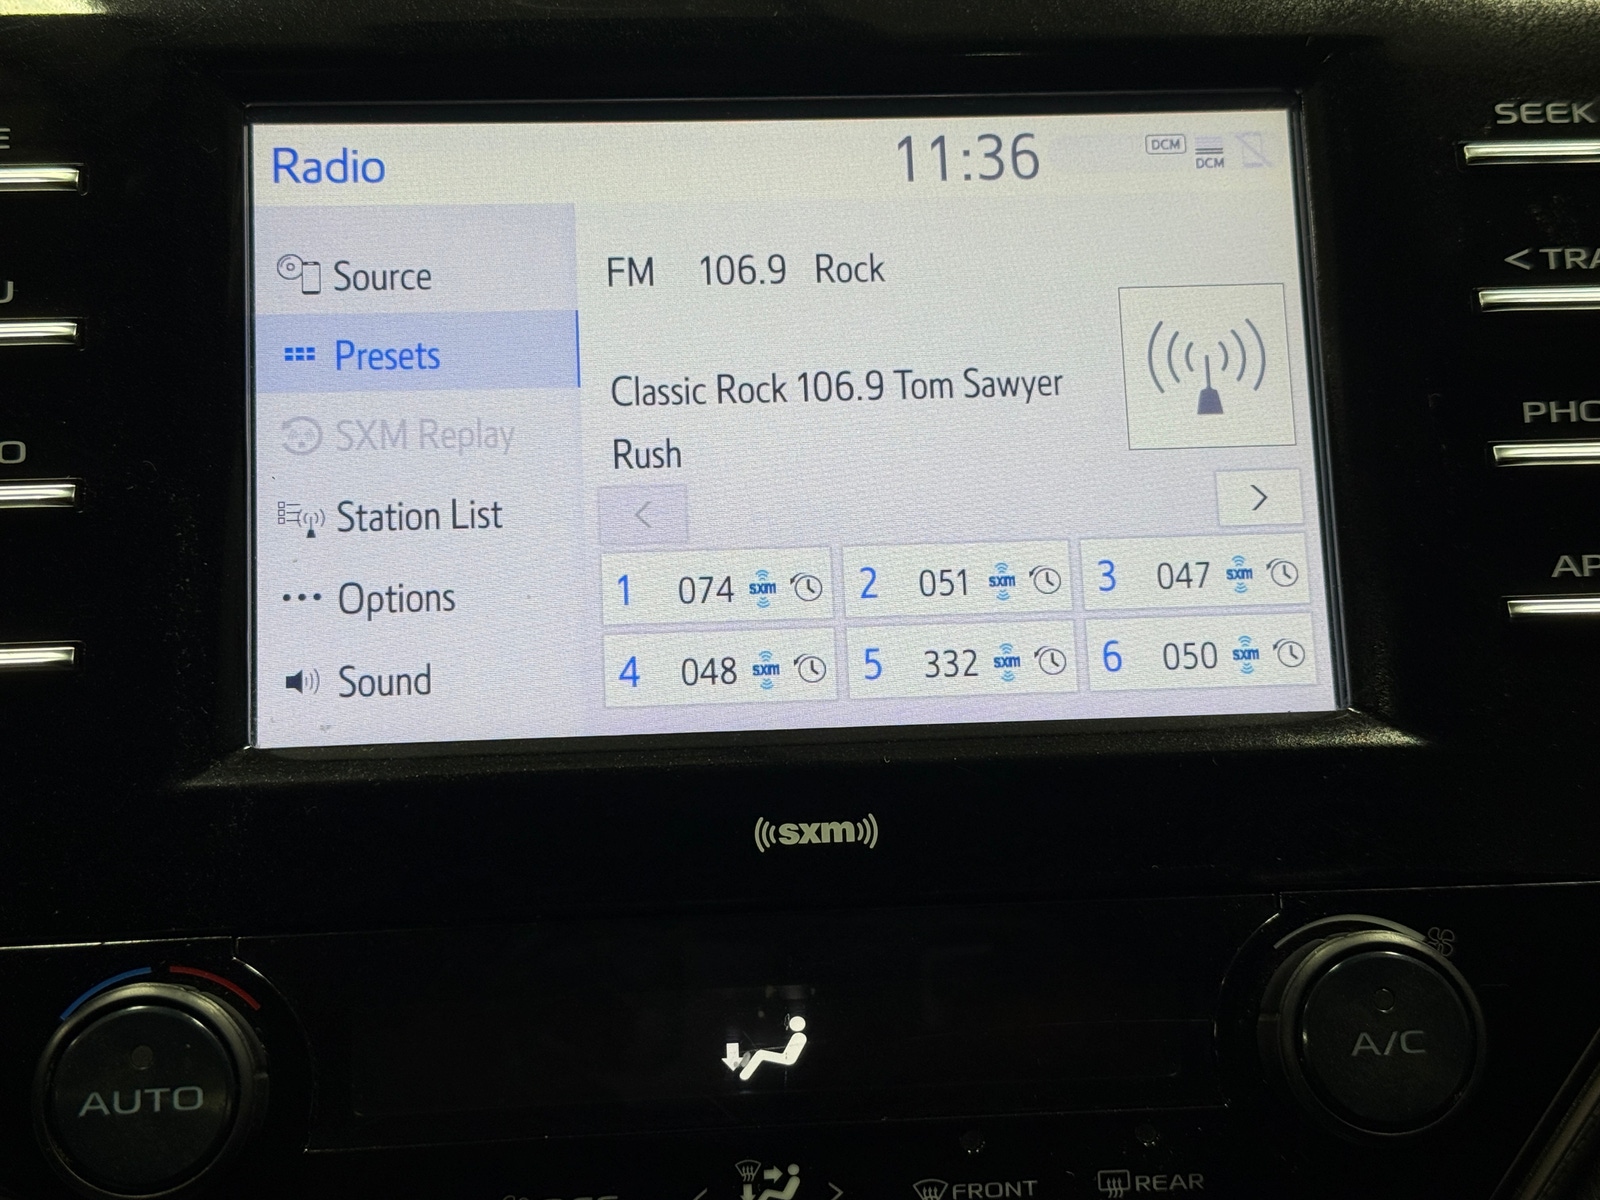 Radio
11:36
DCM
DCM
Source
Presets
SXM Replay
Station List
Options
Sound
FM 106.9 Rock
Classic Rock 106.9 Tom Sawyer
Rush
<
>
1 074 sxm
2 051 sxm
3 047 sxm
4 048 sxm
5 332 sxm
6 050 sxm
SEEK
< TRA
PHO
AP
E
U
O
((sxm))
AUTO
A/C
<
>
FRONT
REAR